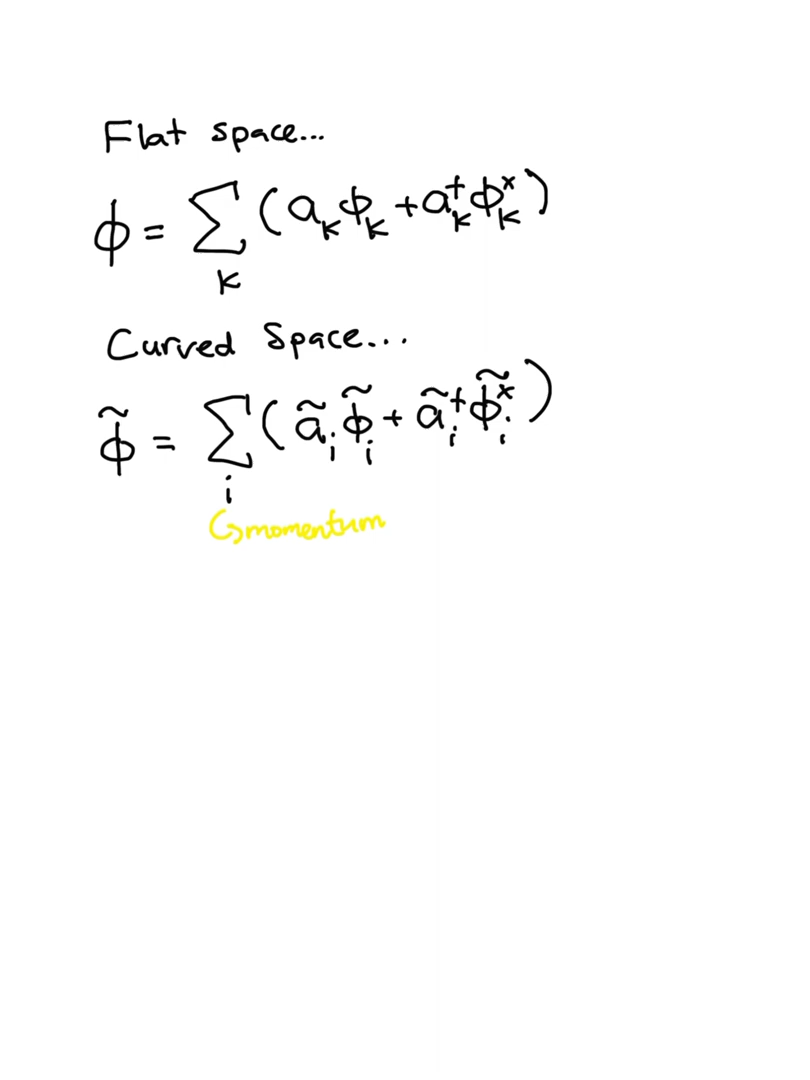 Flat space...
ϕ = ∑ₖ (aₖϕₖ + aₖ†ϕₖ*)
Curved Space...
ϕ̃ = ∑ᵢ (ãᵢϕ̃ᵢ + ãᵢ†ϕ̃ᵢ*)
↪momentum